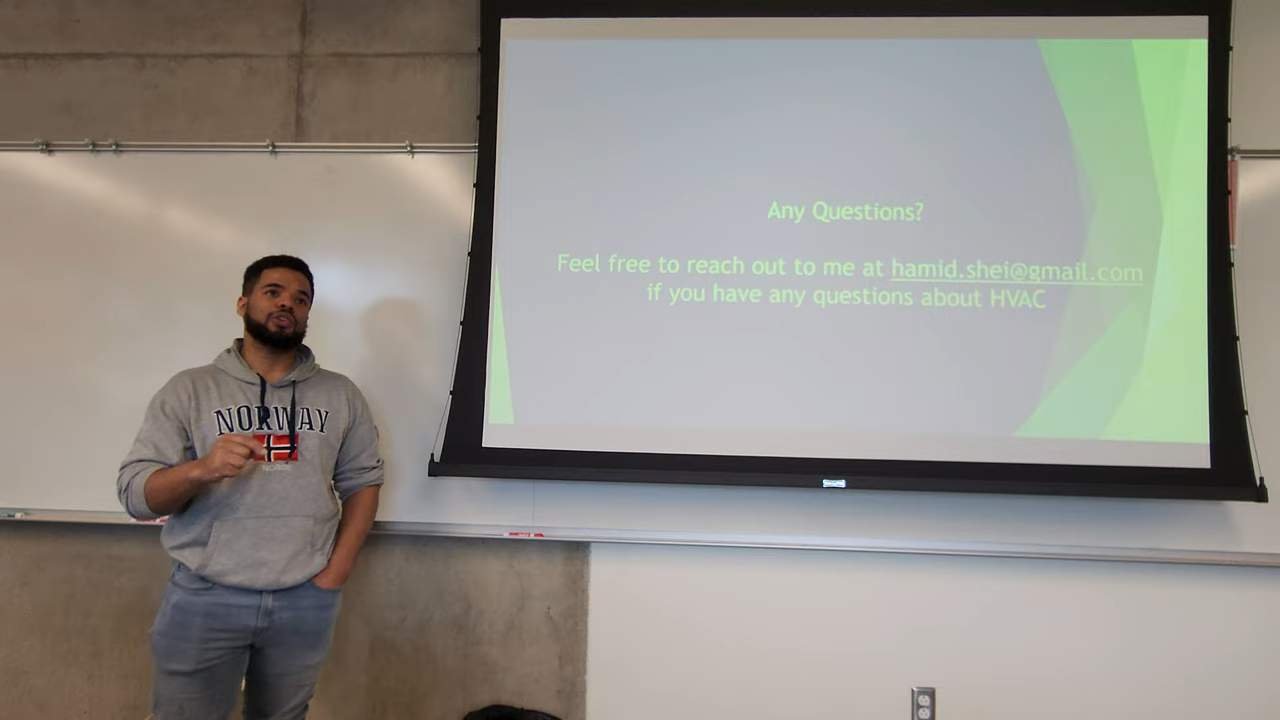 Any Questions?
Feel free to reach out to me at hamid.shei@gmail.com
if you have any questions about HVAC
NORWAY